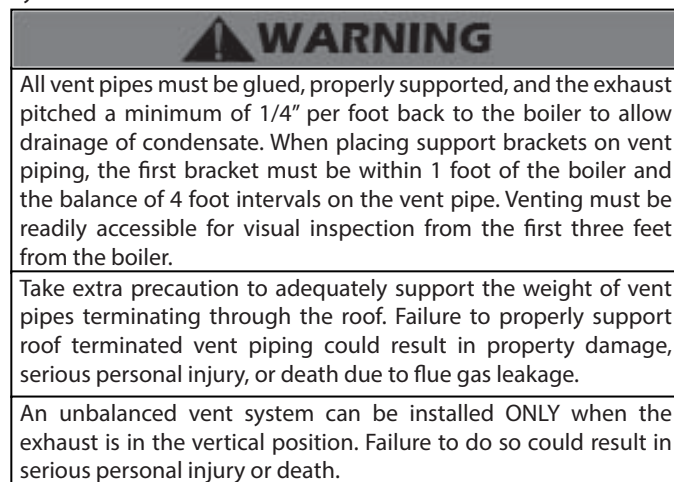 WARNING
All vent pipes must be glued, properly supported, and the exhaust
pitched a minimum of 1/4” per foot back to the boiler to allow
drainage of condensate. When placing support brackets on vent
piping, the first bracket must be within 1 foot of the boiler and
the balance of 4 foot intervals on the vent pipe. Venting must be
readily accessible for visual inspection from the first three feet
from the boiler.
Take extra precaution to adequately support the weight of vent
pipes terminating through the roof. Failure to properly support
roof terminated vent piping could result in property damage,
serious personal injury, or death due to flue gas leakage.
An unbalanced vent system can be installed ONLY when the
exhaust is in the vertical position. Failure to do so could result in
serious personal injury or death.